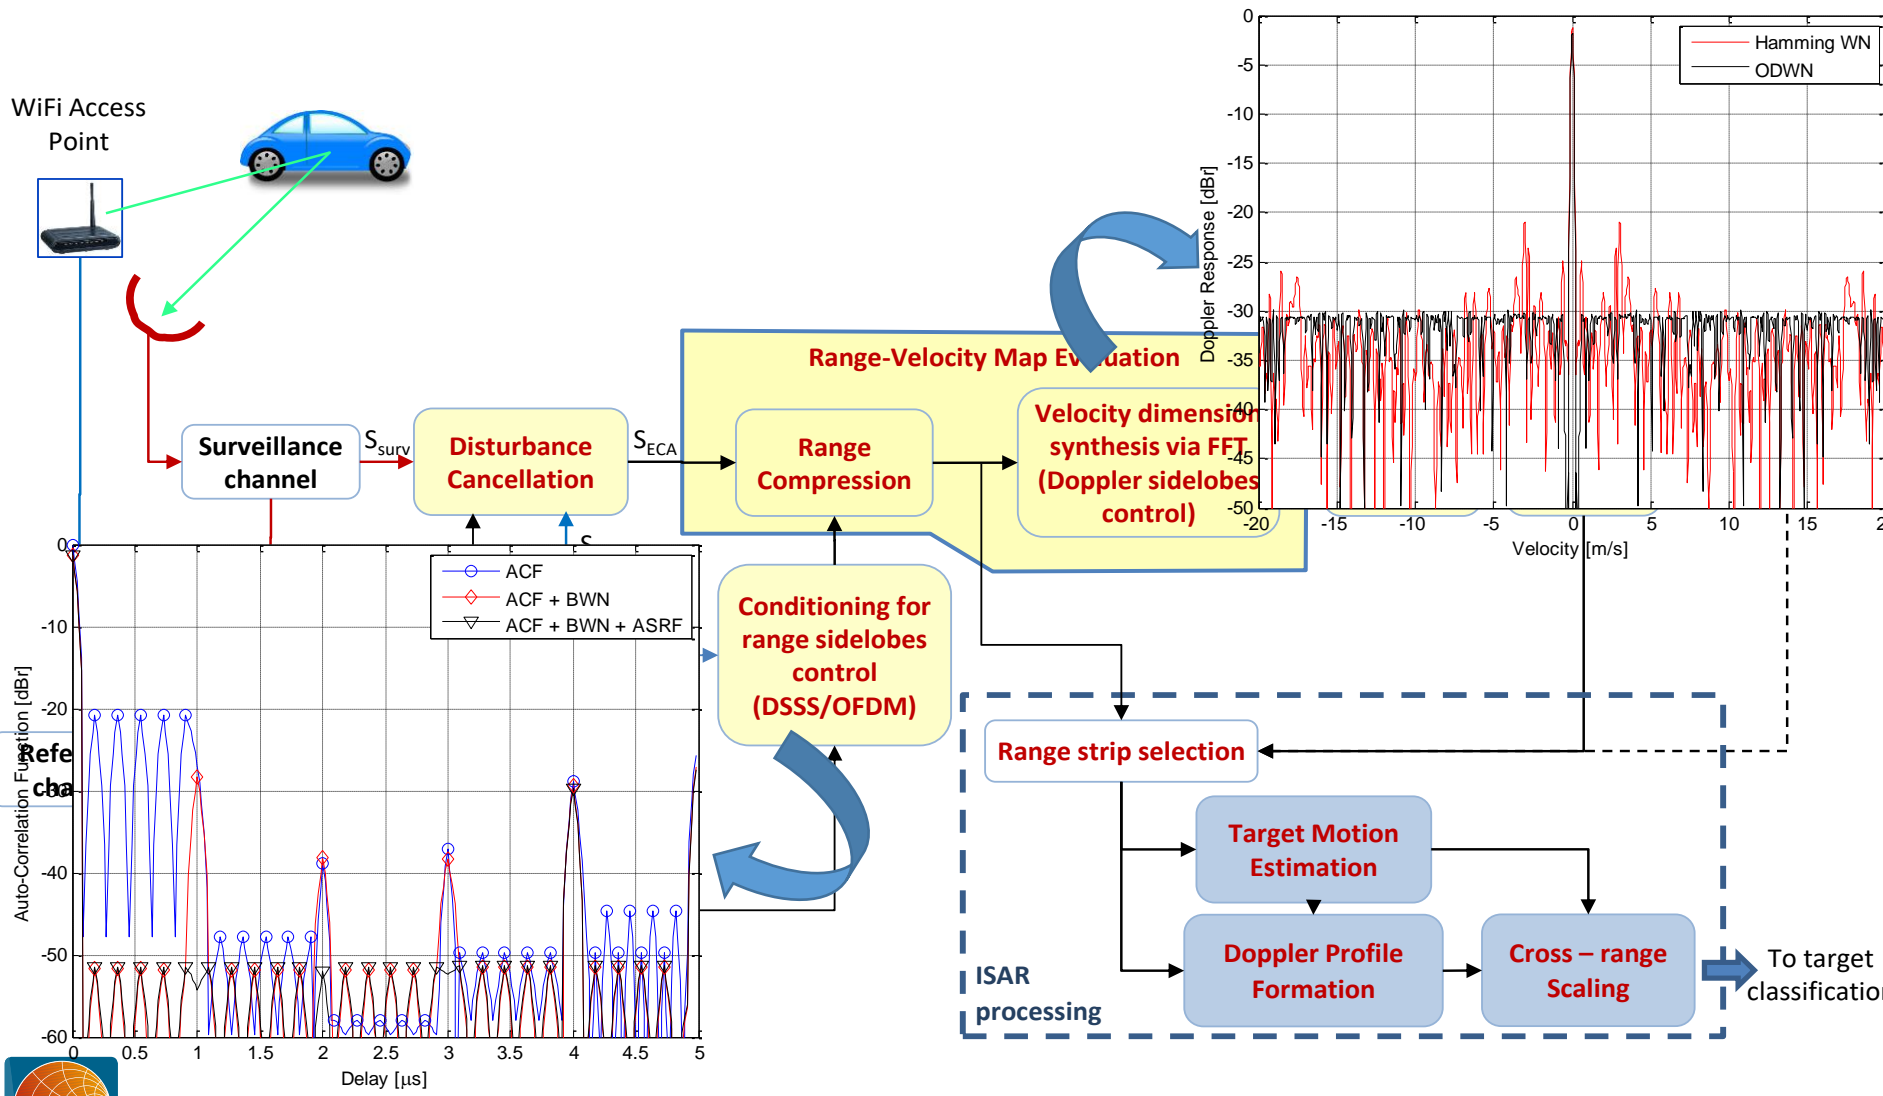 WiFi Access
Point
Surveillance
channel
S_surv
Disturbance
Cancellation
S_ECA
Range-Velocity Map Ev uation
Range
Compression
Velocity dimension
synthesis via FFT
(Doppler sidelobes
control)
Conditioning for
range sidelobes
control
(DSSS/OFDM)
Range strip selection
Target Motion
Estimation
Doppler Profile
Formation
Cross – range
Scaling
ISAR
processing
To target
classification
Refe
cha
0
-5
-10
-15
-20
-25
-30
-35
-40
-45
-50
Doppler Response [dBr]
Hamming WN
ODWN
-20
-15
-10
-5
0
5
10
15
2
Velocity [m/s]
0
-10
-20
-30
-40
-50
-60
Auto-Correlation Function [dBr]
ACF
ACF + BWN
ACF + BWN + ASRF
0
0.5
1
1.5
2
2.5
3
3.5
4
4.5
5
Delay [μs]